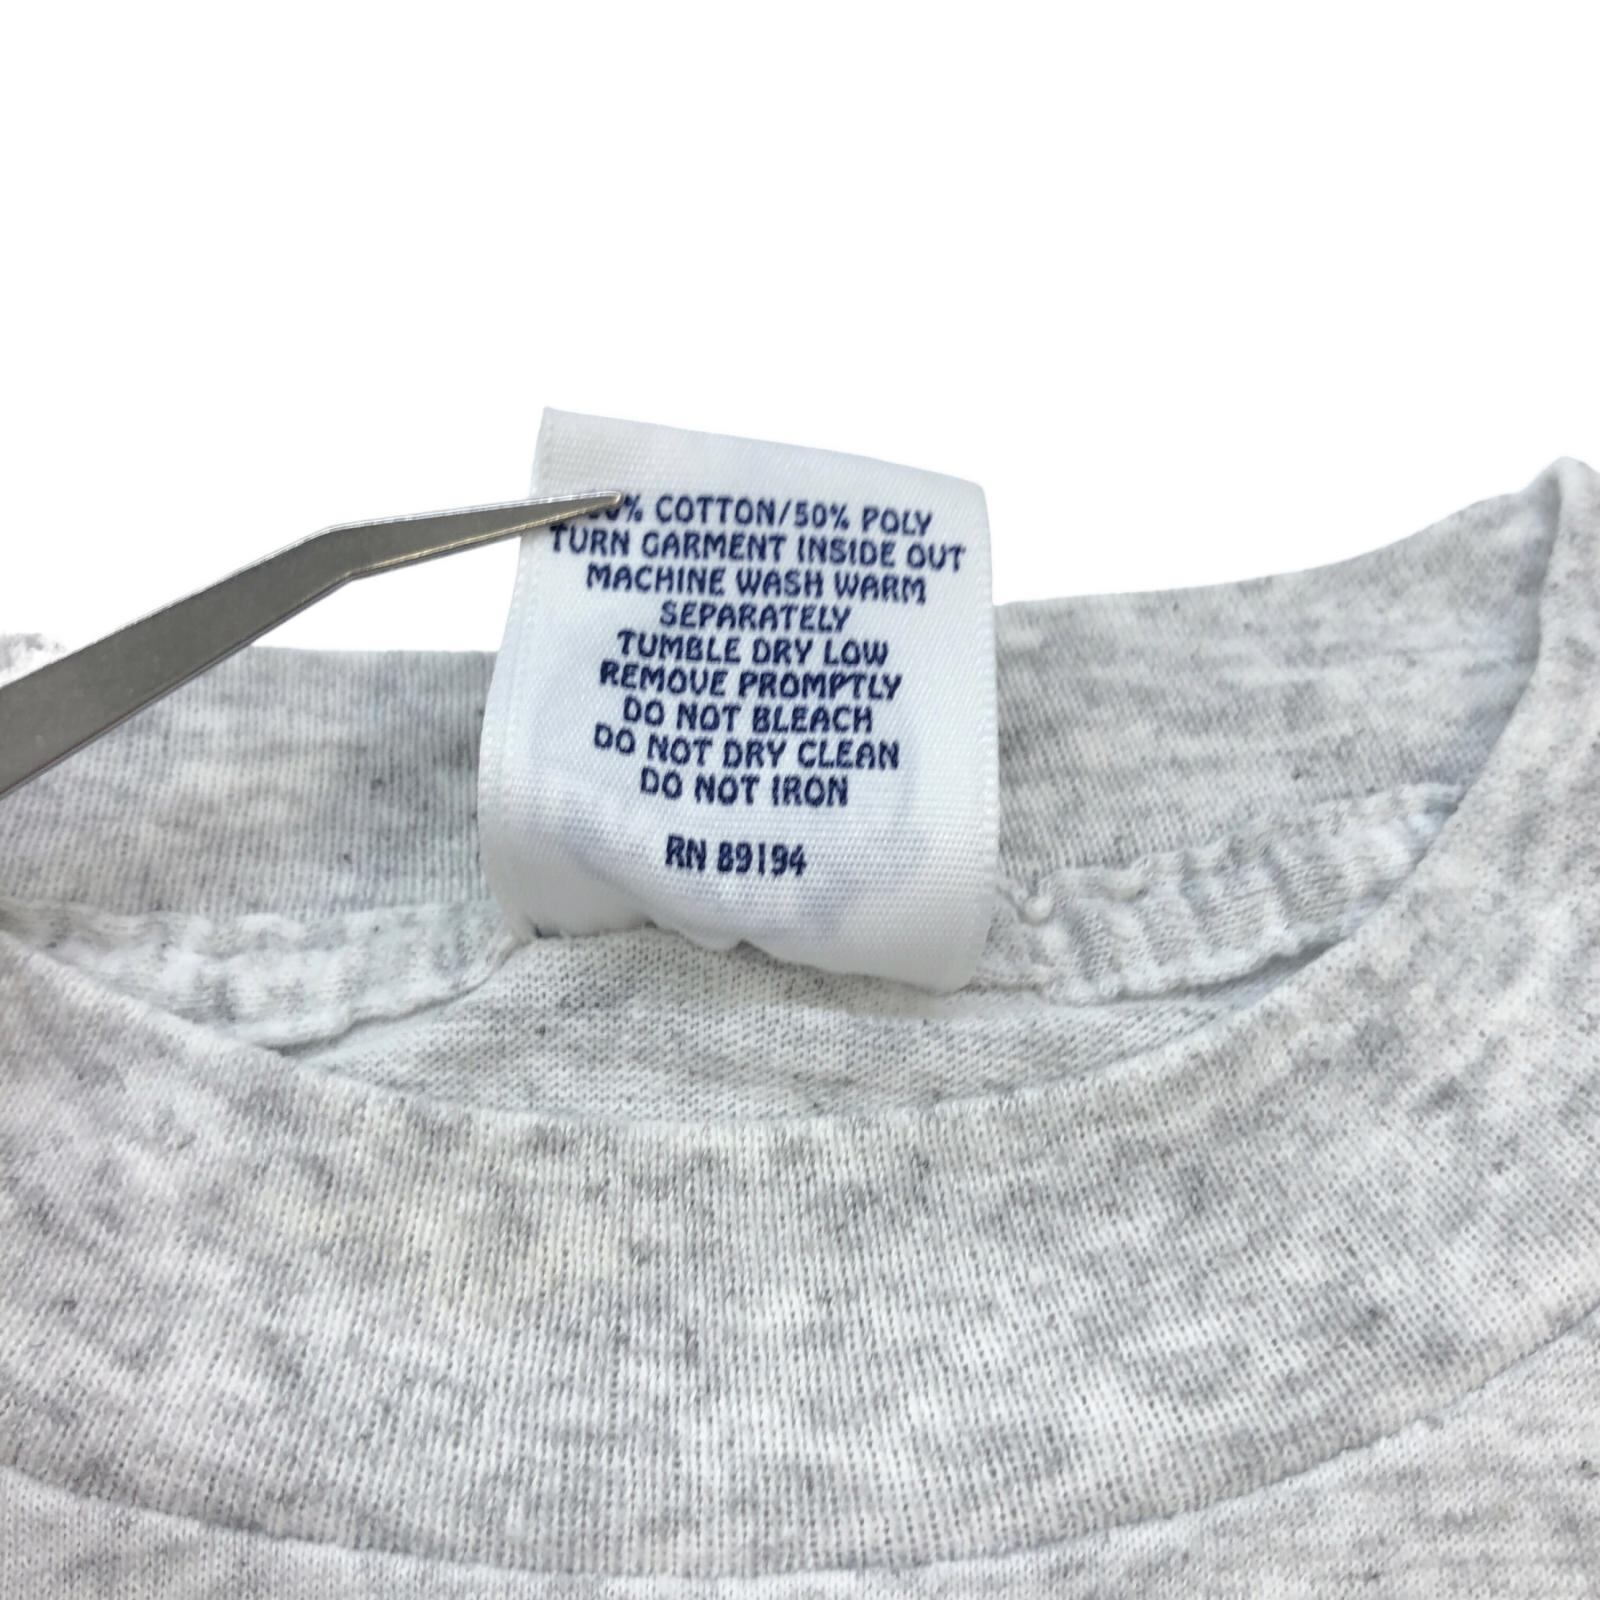 50% COTTON/50% POLY
TURN GARMENT INSIDE OUT
MACHINE WASH WARM
SEPARATELY
TUMBLE DRY LOW
REMOVE PROMPTLY
DO NOT BLEACH
DO NOT DRY CLEAN
DO NOT IRON
RN 89194